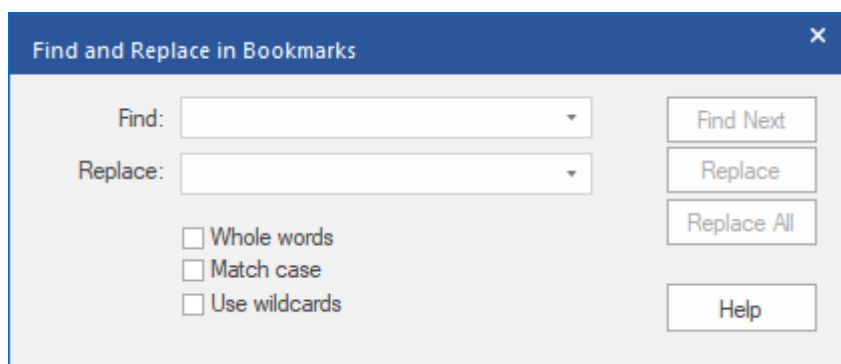 Find and Replace in Bookmarks
Find:
Find Next
Replace:
Replace
Replace All
Whole words
Match case
Use wildcards
Help